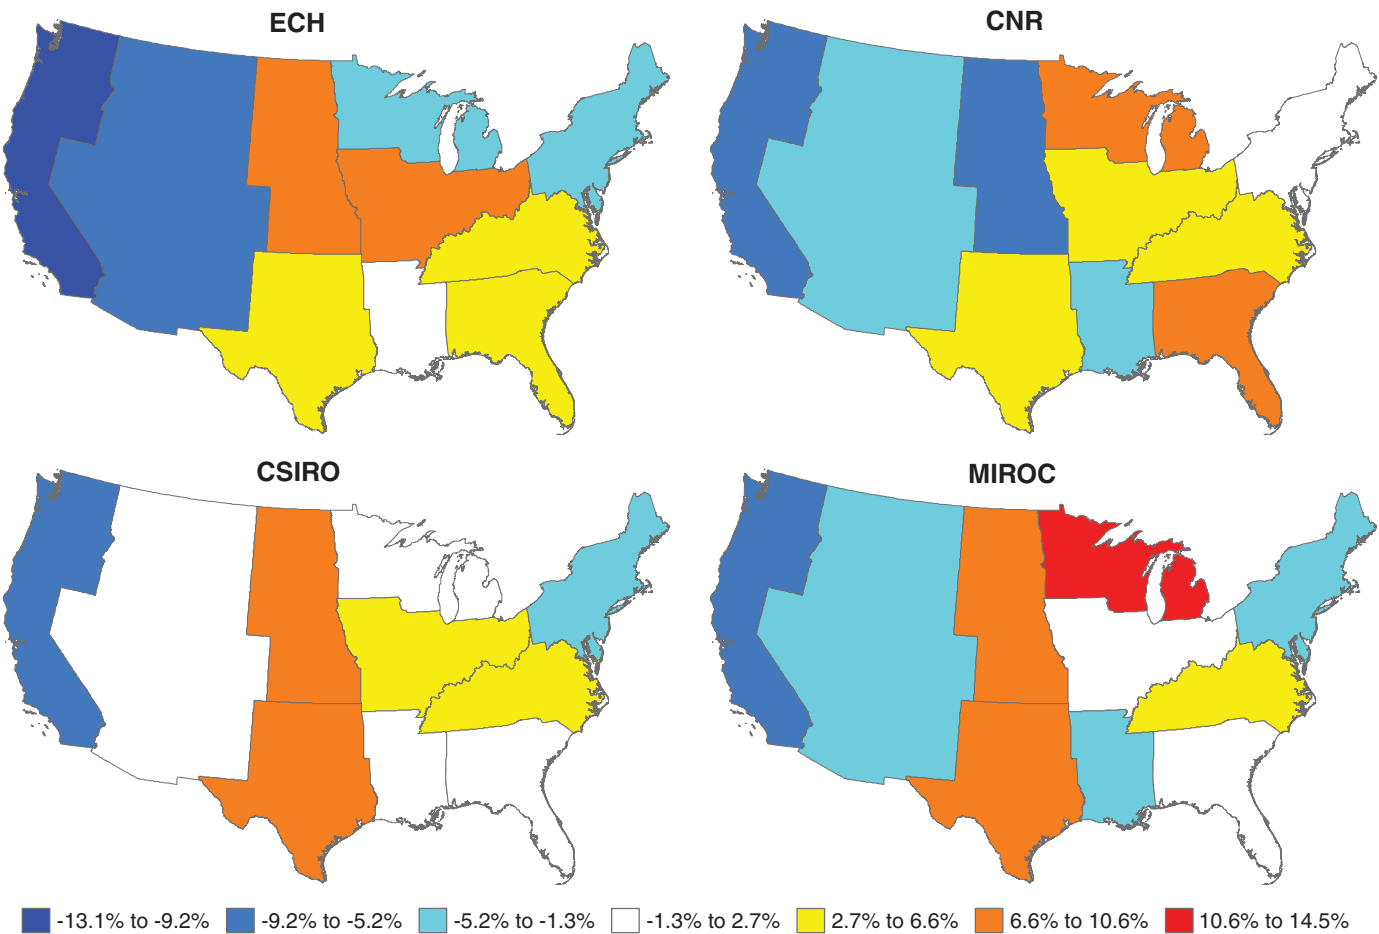 ECH
CNR
CSIRO
MIROC
-13.1% to -9.2%
-9.2% to -5.2%
-5.2% to -1.3%
-1.3% to 2.7%
2.7% to 6.6%
6.6% to 10.6%
10.6% to 14.5%